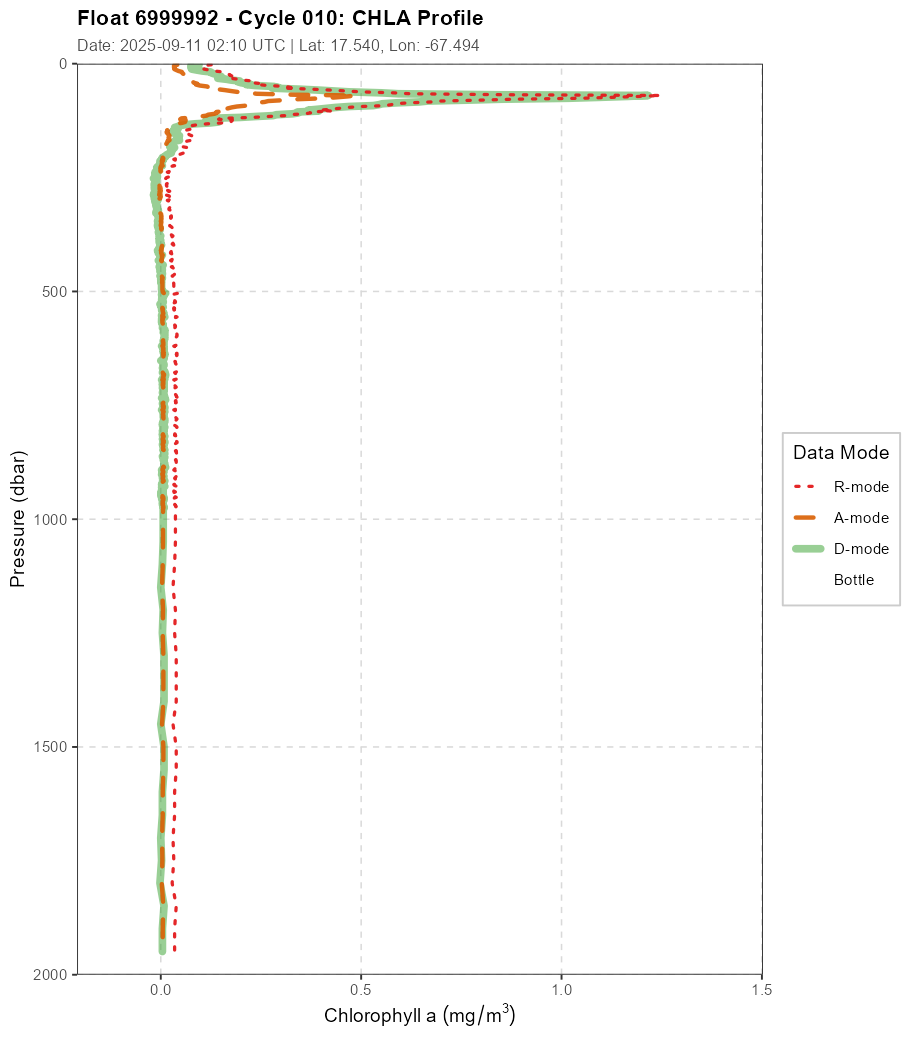 Float 6999992 - Cycle 010: CHLA Profile
Date: 2025-09-11 02:10 UTC | Lat: 17.540, Lon: -67.494
0
500
1000
1500
2000
Pressure (dbar)
0.0 0.5 1.0 1.5
Chlorophyll a (mg/m³)
Data Mode
R-mode
A-mode
D-mode
Bottle